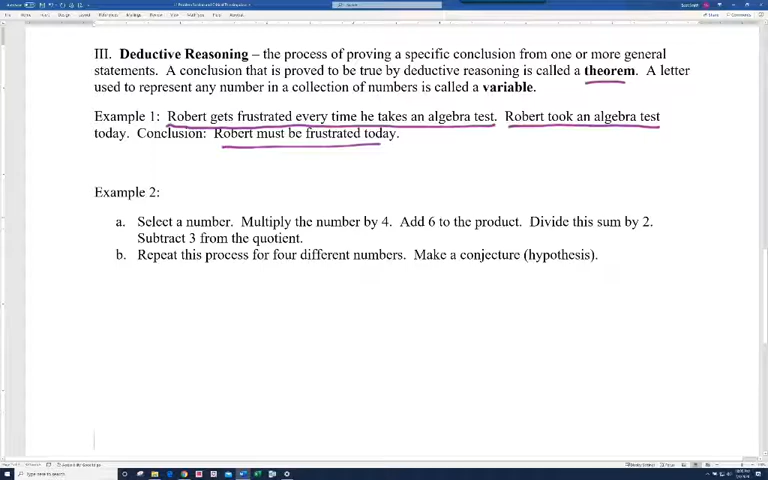 III. Deductive Reasoning – the process of proving a specific conclusion from one or more general
statements. A conclusion that is proved to be true by deductive reasoning is called a theorem. A letter
used to represent any number in a collection of numbers is called a variable.
Example 1: Robert gets frustrated every time he takes an algebra test. Robert took an algebra test
today. Conclusion: Robert must be frustrated today.
Example 2:
a. Select a number. Multiply the number by 4. Add 6 to the product. Divide this sum by 2.
Subtract 3 from the quotient.
b. Repeat this process for four different numbers. Make a conjecture (hypothesis).